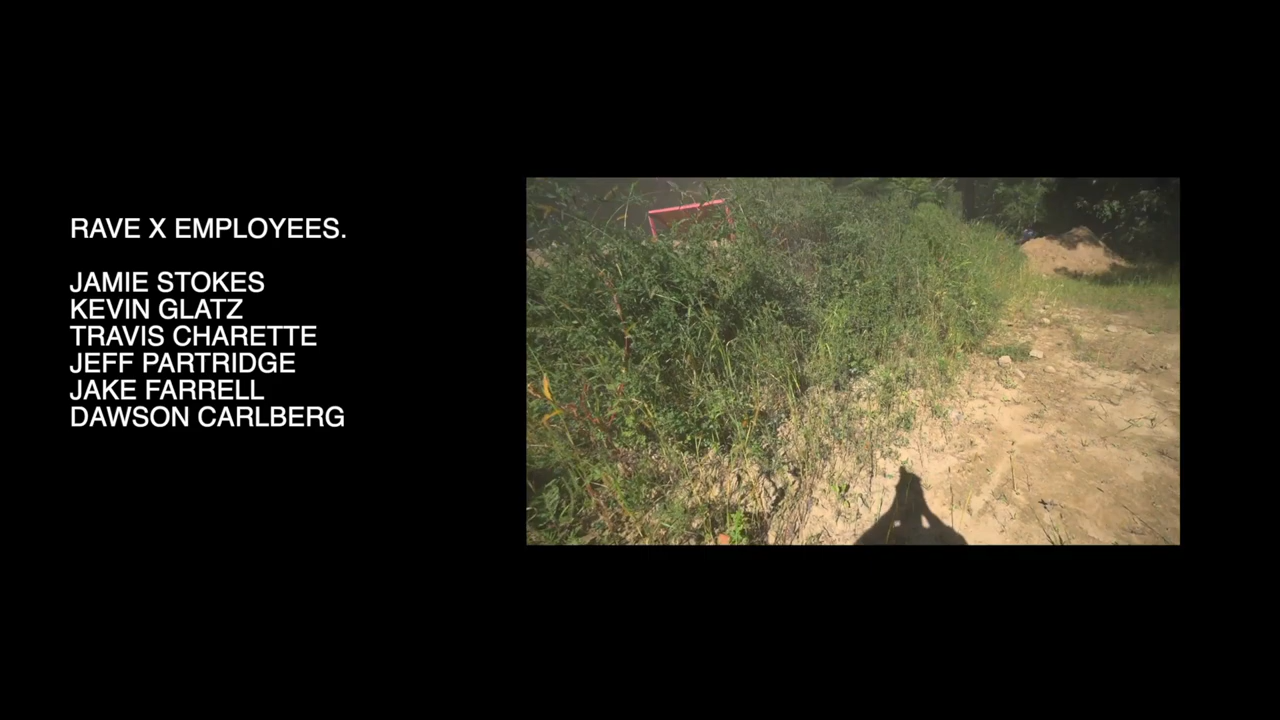 RAVE X EMPLOYEES.
JAMIE STOKES
KEVIN GLATZ
TRAVIS CHARETTE
JEFF PARTRIDGE
JAKE FARRELL
DAWSON CARLBERG